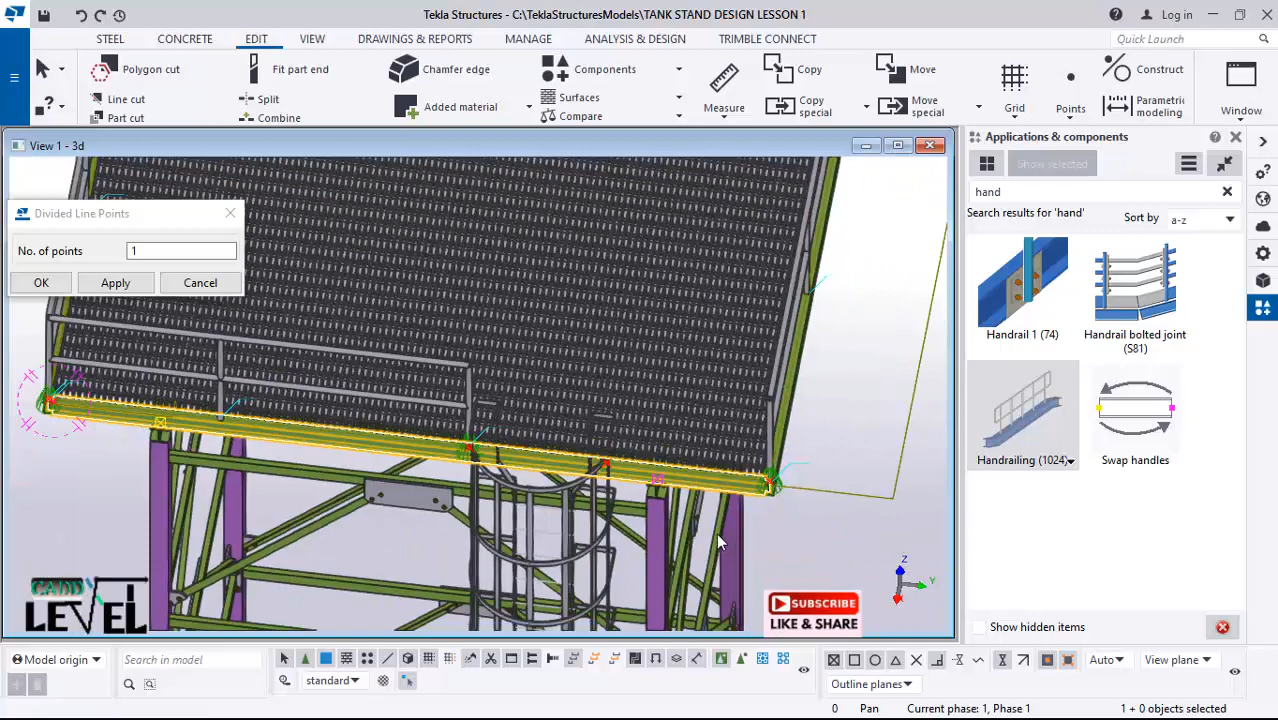 Tekla Structures - C:\TeklaStructuresModels\TANK STAND DESIGN LESSON 1
Log in
STEEL CONCRETE EDIT VIEW DRAWINGS & REPORTS MANAGE ANALYSIS & DESIGN TRIMBLE CONNECT
Quick Launch
Polygon cut
Line cut
Part cut
Fit part end
Split
Combine
Chamfer edge
Added material
Components
Surfaces
Compare
Measure
Copy
Copy special
Move
Move special
Grid
Points
Construct
Parametric modeling
Window
View 1 - 3d
Divided Line Points
No. of points 1
OK Apply Cancel
CADD
LEVEL
SUBSCRIBE
LIKE & SHARE
Z
Y
Applications & components
Show selected
hand
Search results for 'hand'
Sort by a-z
Handrail 1 (74)
Handrail bolted joint (S81)
Handrailing (1024)
Swap handles
Show hidden items
Model origin
Search in model
standard
Auto
View plane
Outline planes
0 Pan Current phase: 1, Phase 1 1 + 0 objects selected